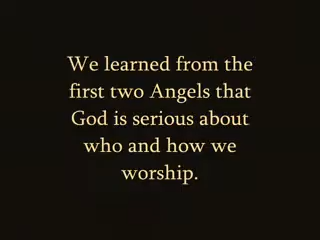 We learned from the
first two Angels that
God is serious about
who and how we
worship.